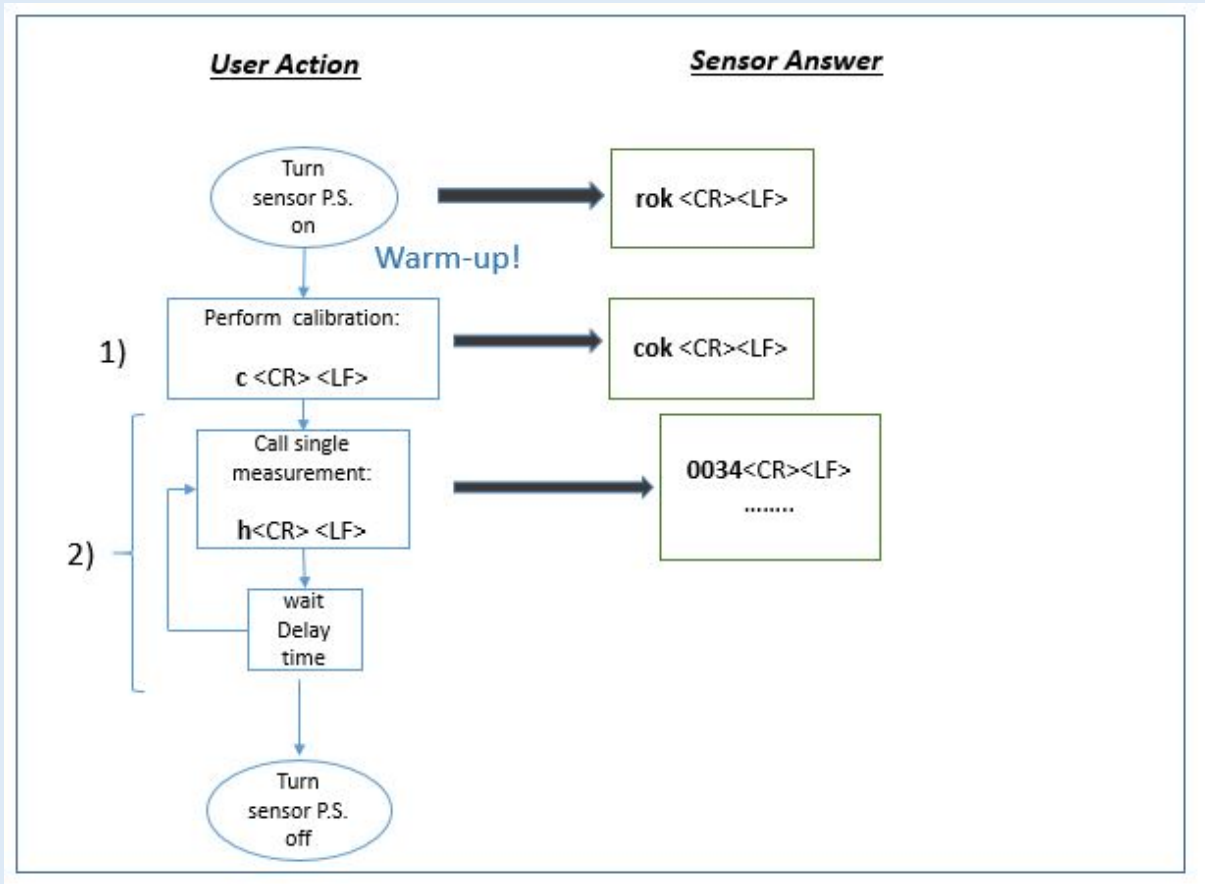 User Action
Sensor Answer
Turn
sensor P.S.
on
rok <CR><LF>
Warm-up!
1)
Perform calibration:
c <CR> <LF>
cok <CR><LF>
2)
Call single
measurement:
h<CR> <LF>
0034<CR><LF>
........
wait
Delay
time
Turn
sensor P.S.
off